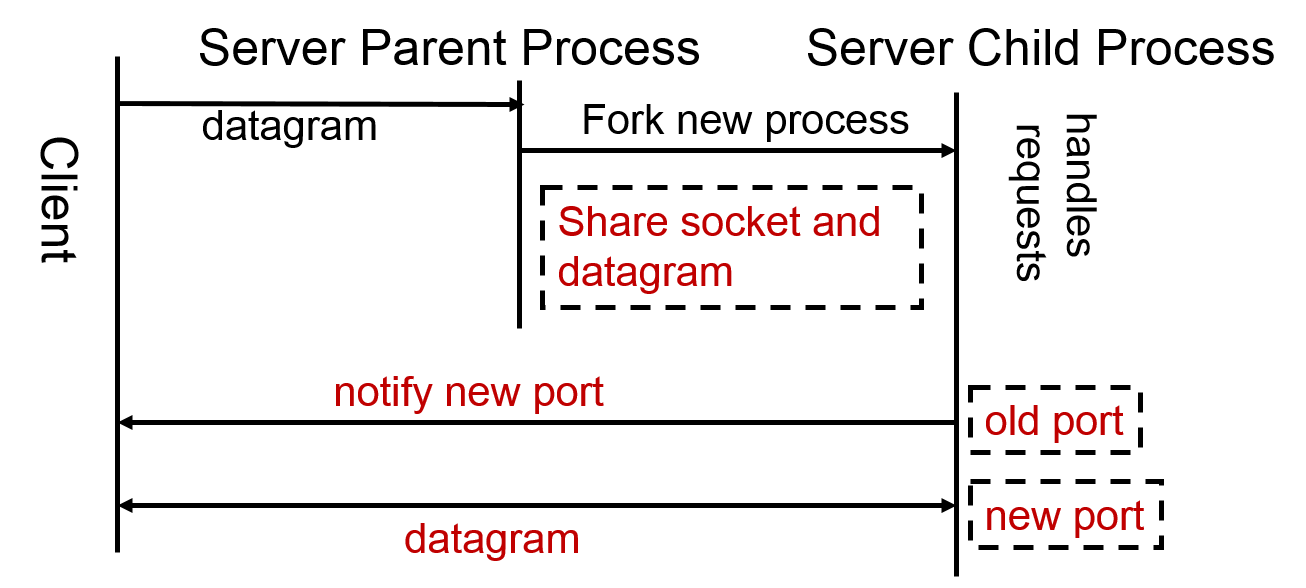 Server Parent Process
Server Child Process
Client
datagram
Fork new process
handles
requests
Share socket and
datagram
notify new port
old port
datagram
new port